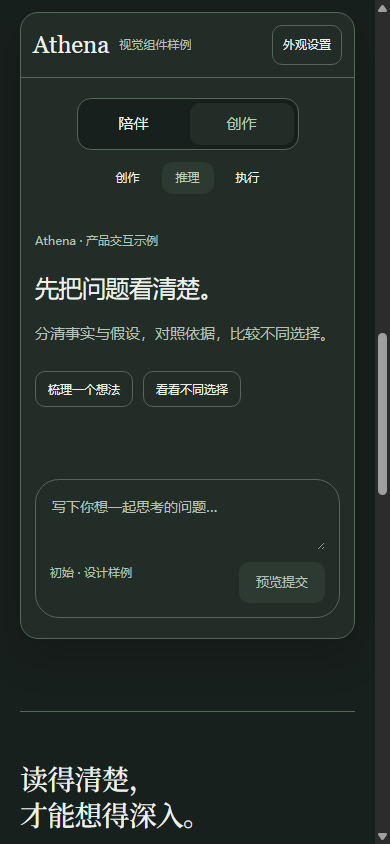 Athena 视觉组件样例 外观设置
陪伴 创作
创作 推理 执行
Athena · 产品交互示例
先把问题看清楚。
分清事实与假设，对照依据，比较不同选择。
梳理一个想法 看看不同选择
写下你想一起思考的问题...
初始 · 设计样例 预览提交
读得清楚，
才能想得深入。